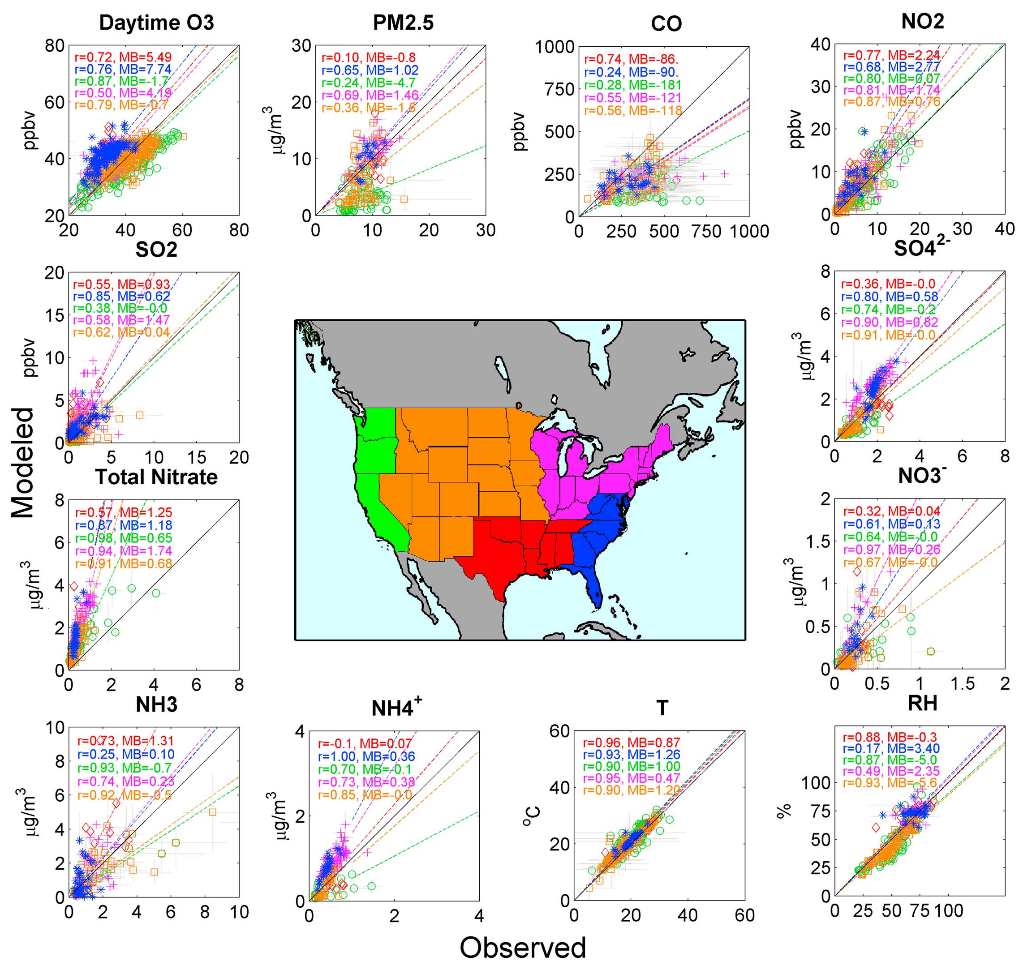 Daytime O3
80
60
40
20
20 40 60 80
ppbv
r=0.72, MB=5.49
r=0.76, MB=7.74
r=0.87, MB=-1.7
r=0.50, MB=4.19
r=0.79, MB=-0.7
PM2.5
30
20
10
0
0 10 20 30
μg/m3
r=0.10, MB=-0.8
r=0.65, MB=1.02
r=0.24, MB=-4.7
r=0.69, MB=1.46
r=0.36, MB=-1.6
CO
1000
750
500
250
0
0 250 500 750 1000
ppbv
r=0.74, MB=-86.
r=0.24, MB=-90.
r=0.28, MB=-181
r=0.55, MB=-121
r=0.56, MB=-118
NO2
40
30
20
10
0
0 10 20 30 40
ppbv
r=0.77, MB=2.24
r=0.68, MB=2.77
r=0.80, MB=0.07
r=0.81, MB=1.74
r=0.87, MB=0.76
SO2
20
15
10
5
0
0 5 10 15 20
ppbv
r=0.55, MB=0.93
r=0.85, MB=0.62
r=0.38, MB=-0.0
r=0.58, MB=1.47
r=0.62, MB=0.04
SO42-
8
6
4
2
0
0 2 4 6 8
μg/m3
r=0.36, MB=-0.0
r=0.80, MB=0.58
r=0.74, MB=-0.2
r=0.90, MB=0.82
r=0.91, MB=-0.0
Modeled
Total Nitrate
8
6
4
2
0
0 2 4 6 8
μg/m3
r=0.57, MB=1.25
r=0.87, MB=1.18
r=0.98, MB=0.65
r=0.94, MB=1.74
r=0.91, MB=0.68
NO3-
2
1.5
1
0.5
0
0 0.5 1 1.5 2
μg/m3
r=0.32, MB=0.04
r=0.61, MB=0.13
r=0.64, MB=-0.0
r=0.97, MB=0.26
r=0.67, MB=-0.0
NH3
10
8
6
4
2
0
0 2 4 6 8 10
μg/m3
r=0.73, MB=1.31
r=0.25, MB=0.10
r=0.93, MB=-0.7
r=0.74, MB=0.23
r=0.92, MB=-0.5
NH4+
4
2
0
0 2 4
μg/m3
r=-0.1, MB=0.07
r=1.00, MB=0.36
r=0.70, MB=-0.1
r=0.73, MB=0.38
r=0.85, MB=-0.0
T
60
40
20
0
0 20 40 60
oC
r=0.96, MB=0.87
r=0.93, MB=1.26
r=0.90, MB=1.00
r=0.95, MB=0.47
r=0.90, MB=1.20
RH
100
75
50
25
0
0 25 50 75 100
%
r=0.88, MB=-0.3
r=0.17, MB=3.40
r=0.87, MB=-5.0
r=0.49, MB=2.35
r=0.93, MB=-5.6
Observed